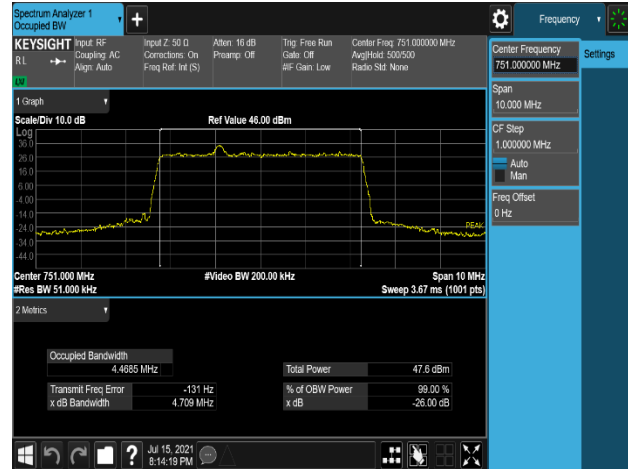 Spectrum Analyzer 1
Occupied BW
Frequency
KEYSIGHT
R L
Input: RF
Coupling: AC
Align: Auto
Input Z: 50 Ω
Corrections: On
Freq Ref: Int (S)
Atten: 16 dB
Preamp: Off
Trig: Free Run
Gate: Off
#IF Gain: Low
Center Freq: 751.000000 MHz
Avg|Hold: 500/500
Radio Std: None
Center Frequency
751.000000 MHz
Settings
Span
10.000 MHz
CF Step
1.000000 MHz
Auto
Man
Freq Offset
0 Hz
1 Graph
Scale/Div 10.0 dB
Ref Value 46.00 dBm
Log
36.0
26.0
16.0
6.00
-4.00
-14.0
-24.0
-34.0
-44.0
PEAK
Center 751.000 MHz
#Video BW 200.00 kHz
Span 10 MHz
#Res BW 51.000 kHz
Sweep 3.67 ms (1001 pts)
2 Metrics
Occupied Bandwidth
4.4685 MHz
Total Power 47.6 dBm
Transmit Freq Error -131 Hz
% of OBW Power 99.00 %
x dB Bandwidth 4.709 MHz
x dB -26.00 dB
Jul 15, 2021
8:14:19 PM